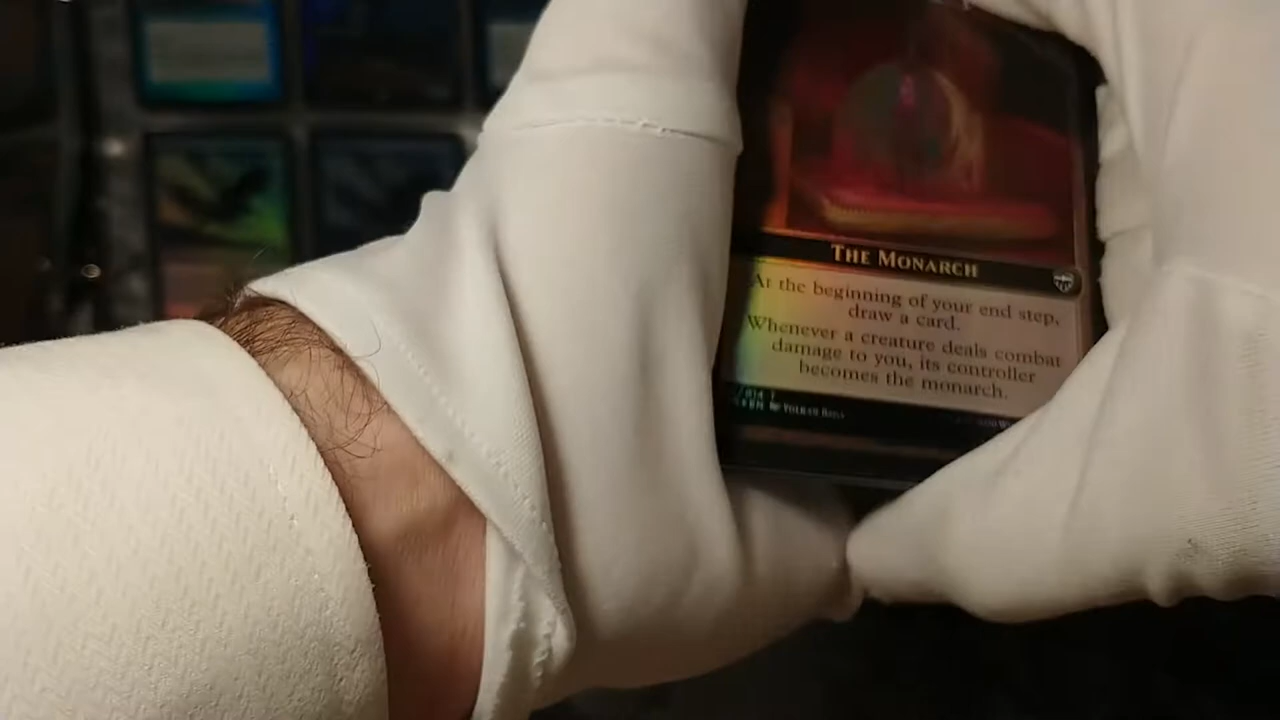 THE MONARCH
At the beginning of your end step,
draw a card.
Whenever a creature deals combat
damage to you, its controller
becomes the monarch.